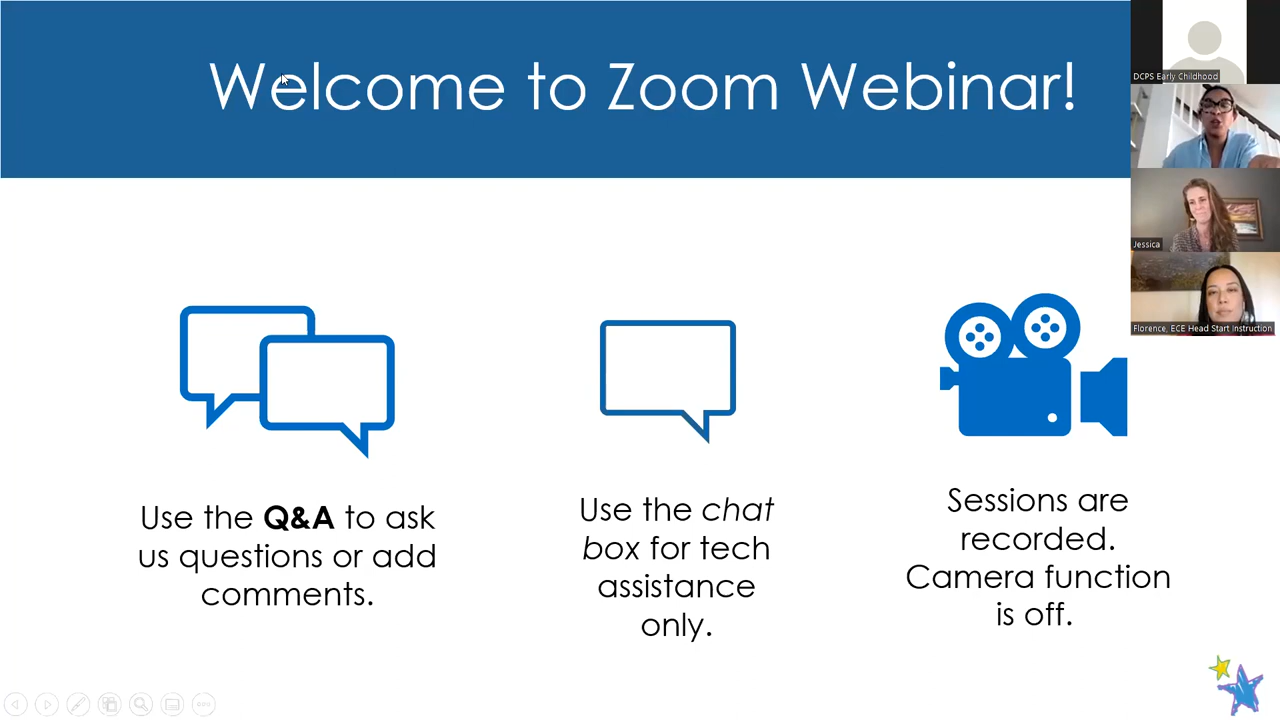 Welcome to Zoom Webinar!
DCPS Early Childhood
Jessica
Florence, ECE Head Start Instruction
Use the Q&A to ask
us questions or add
comments.
Use the chat
box for tech
assistance
only.
Sessions are
recorded.
Camera function
is off.